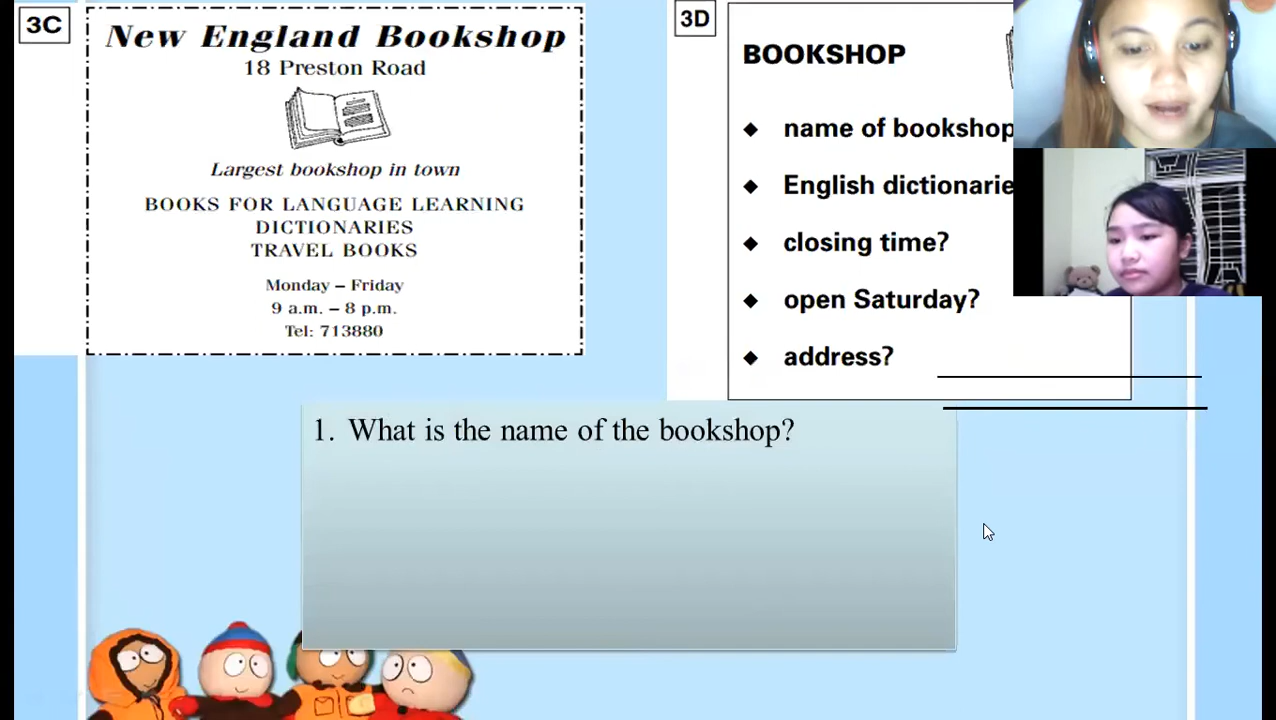 3C
New England Bookshop
18 Preston Road
Largest bookshop in town
BOOKS FOR LANGUAGE LEARNING
DICTIONARIES
TRAVEL BOOKS
Monday – Friday
9 a.m. – 8 p.m.
Tel: 713880
3D
BOOKSHOP
◆ name of bookshop
◆ English
◆ closing time?
◆ open Saturday?
◆ address?
1. What is the name of the bookshop?